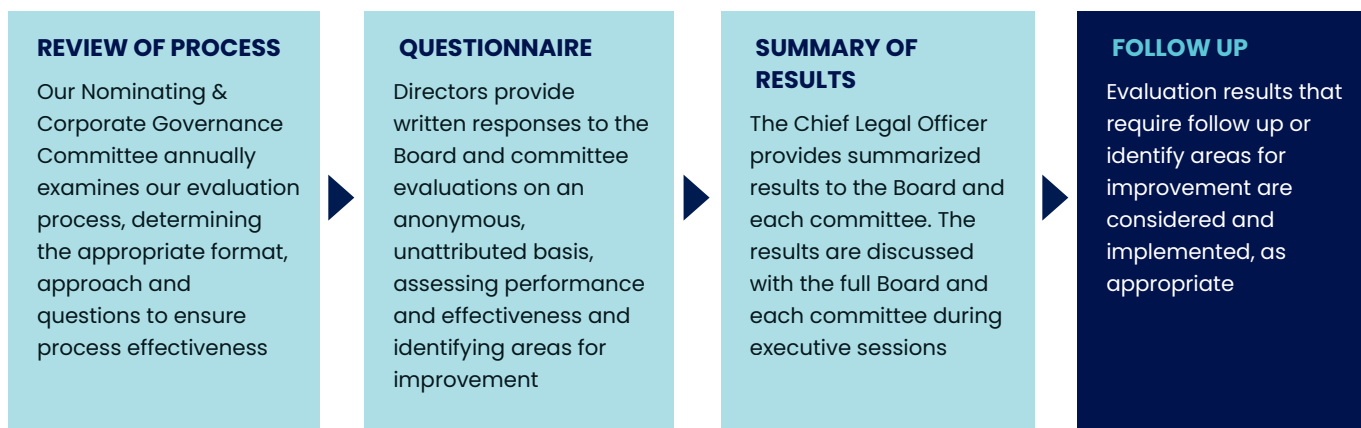 REVIEW OF PROCESS
Our Nominating &
Corporate Governance
Committee annually
examines our evaluation
process, determining
the appropriate format,
approach and
questions to ensure
process effectiveness
QUESTIONNAIRE
Directors provide
written responses to the
Board and committee
evaluations on an
anonymous,
unattributed basis,
assessing performance
and effectiveness and
identifying areas for
improvement
SUMMARY OF
RESULTS
The Chief Legal Officer
provides summarized
results to the Board and
each committee. The
results are discussed
with the full Board and
each committee during
executive sessions
FOLLOW UP
Evaluation results that
require follow up or
identify areas for
improvement are
considered and
implemented, as
appropriate